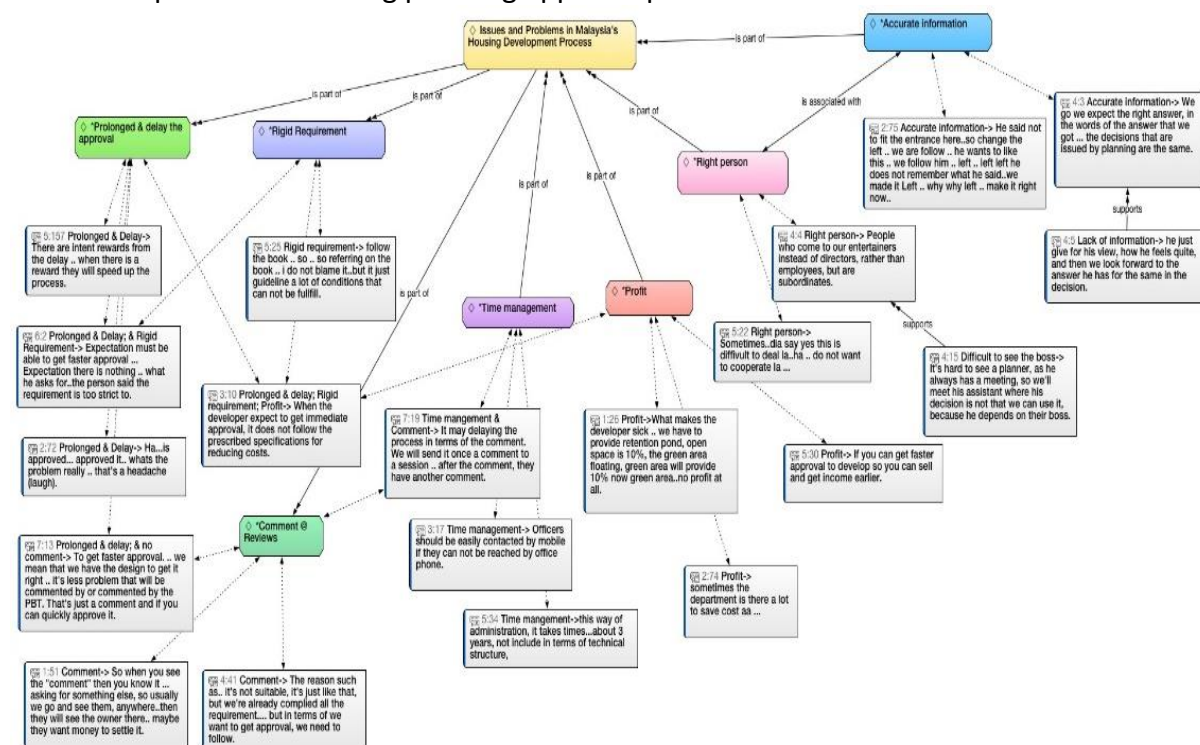 ◇ Issues and Problems in Malaysia's
Housing Development Process
◇ *Accurate information
is part of
is part of
is part of
is part of
is associated with
◇ *Prolonged & delay the
approval
◇ *Rigid Requirement
◇ *Right person
is part of
is part of
is part of
2:75 Accurate information-> He said not
to fit the entrance here..so change the
left .. we are follow .. he wants to like
this .. we follow him .. left .. left left he
does not remember what he said..we
made it Left .. why why left .. make it right
now..
4:3 Accurate information-> We
go we expect the right answer, in
the words of the answer that we
got ... the decisions that are
issued by planning are the same.
supports
4:5 Lack of information-> he just
give for his view, how he feels quite,
and then we look forward to the
answer he has for the same in the
decision.
5:157 Prolonged & Delay->
There are intent rewards from
the delay .. when there is a
reward they will speed up the
process.
5:25 Rigid requirement-> follow
the book .. so .. so referring on the
book .. i do not blame it..but it just
guideline a lot of conditions that
can not be fullfill.
4:4 Right person-> People
who come to our entertainers
instead of directors, rather than
employees, but are
subordinates.
◇ *Time management
◇ *Profit
supports
6:2 Prolonged & Delay; & Rigid
Requirement-> Expectation must be
able to get faster approval ...
Expectation there is nothing .. what
he asks for..the person said the
requirement is too strict to.
5:22 Right person->
Sometimes..dia say yes this is
diffivult to deal la..ha .. do not want
to cooperate la ...
4:15 Difficult to see the boss->
It's hard to see a planner, as he
always has a meeting, so we'll
meet his assistant where his
decision is not that we can use it,
because he depends on their boss.
3:10 Prolonged & delay; Rigid
requirement; Profit-> When the
developer expect to get immediate
approval, it does not follow the
prescribed specifications for
reducing costs.
7:19 Time mangement &
Comment-> It may delaying the
process in terms of the comment.
We will send it once a comment to
a session .. after the comment, they
have another comment.
1:26 Profit->What makes the
developer sick .. we have to
provide retention pond, open
space is 10%, the green area
floating, green area will provide
10% now green area..no profit at
all.
5:30 Profit-> If you can get faster
approval to develop so you can sell
and get income earlier.
2:72 Prolonged & Delay-> Ha...is
approved... approved it.. whats the
problem really .. that's a headache
(laugh).
◇ *Comment @
Reviews
3:17 Time management-> Officers
should be easily contacted by mobile
if they can not be reached by office
phone.
7:13 Prolonged & delay; & no
comment-> To get faster approval. .. we
mean that we have the design to get it
right .. it's less problem that will be
commented by or commented by the
PBT. That's just a comment and if you
can quickly approve it.
2:74 Profit->
sometimes the
department is there a lot
to save cost aa ...
5:34 Time mangement->this way of
administration, it takes times...about 3
years, not include in terms of technical
structure,
1:51 Comment-> So when you see
the "comment" then you know it ...
asking for something else, so usually
we go and see them, anywhere..then
they will see the owner there.. maybe
they want money to settle it.
4:41 Comment-> The reason such
as.. it's not suitable, it's just like that,
but we're already complied all the
requirement.... but in terms of we
want to get approval, we need to
follow.